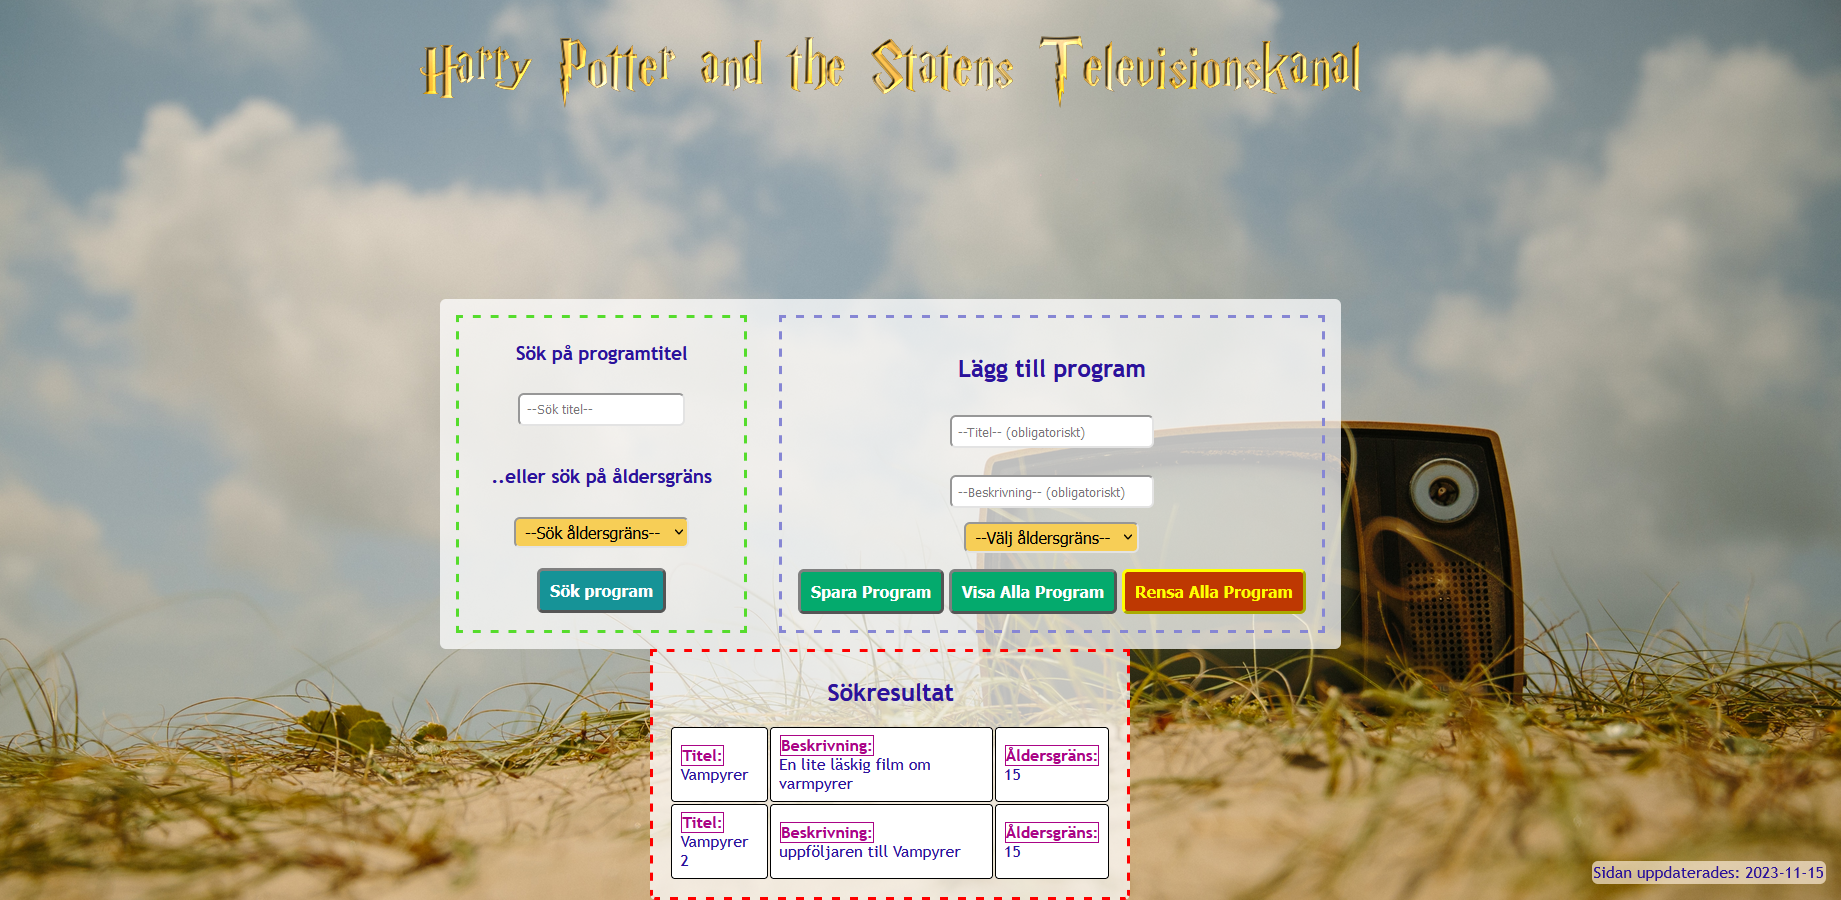 Harry Potter and the Statens Televisionskanal
Sök på programtitel
--Sök titel--
..eller sök på åldersgräns
--Sök åldersgräns--
Sök program
Lägg till program
--Titel-- (obligatoriskt)
--Beskrivning-- (obligatoriskt)
--Välj åldersgräns--
Spara Program
Visa Alla Program
Rensa Alla Program
Sökresultat
Titel:
Vampyrer
Beskrivning:
En lite läskig film om
varmpyrer
Åldersgräns:
15
Titel:
Vampyrer
2
Beskrivning:
uppföljaren till Vampyrer
Åldersgräns:
15
Sidan uppdaterades: 2023-11-15